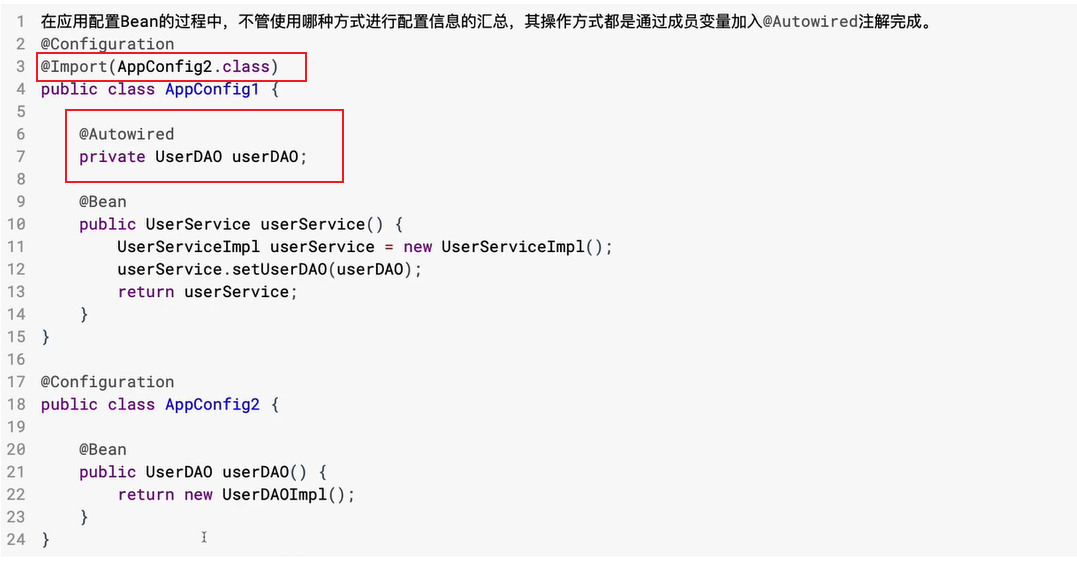 1 在应用配置Bean的过程中，不管使用哪种方式进行配置信息的汇总，其操作方式都是通过成员变量加入@Autowired注解完成。
2 @Configuration
3 @Import(AppConfig2.class)
4 public class AppConfig1 {
5
6     @Autowired
7     private UserDAO userDAO;
8
9     @Bean
10     public UserService userService() {
11         UserServiceImpl userService = new UserServiceImpl();
12         userService.setUserDAO(userDAO);
13         return userService;
14     }
15 }
16
17 @Configuration
18 public class AppConfig2 {
19
20     @Bean
21     public UserDAO userDAO() {
22         return new UserDAOImpl();
23     }
24 }